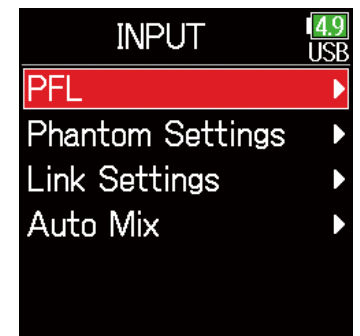 INPUT
4.9
USB
PFL
Phantom Settings
Link Settings
Auto Mix